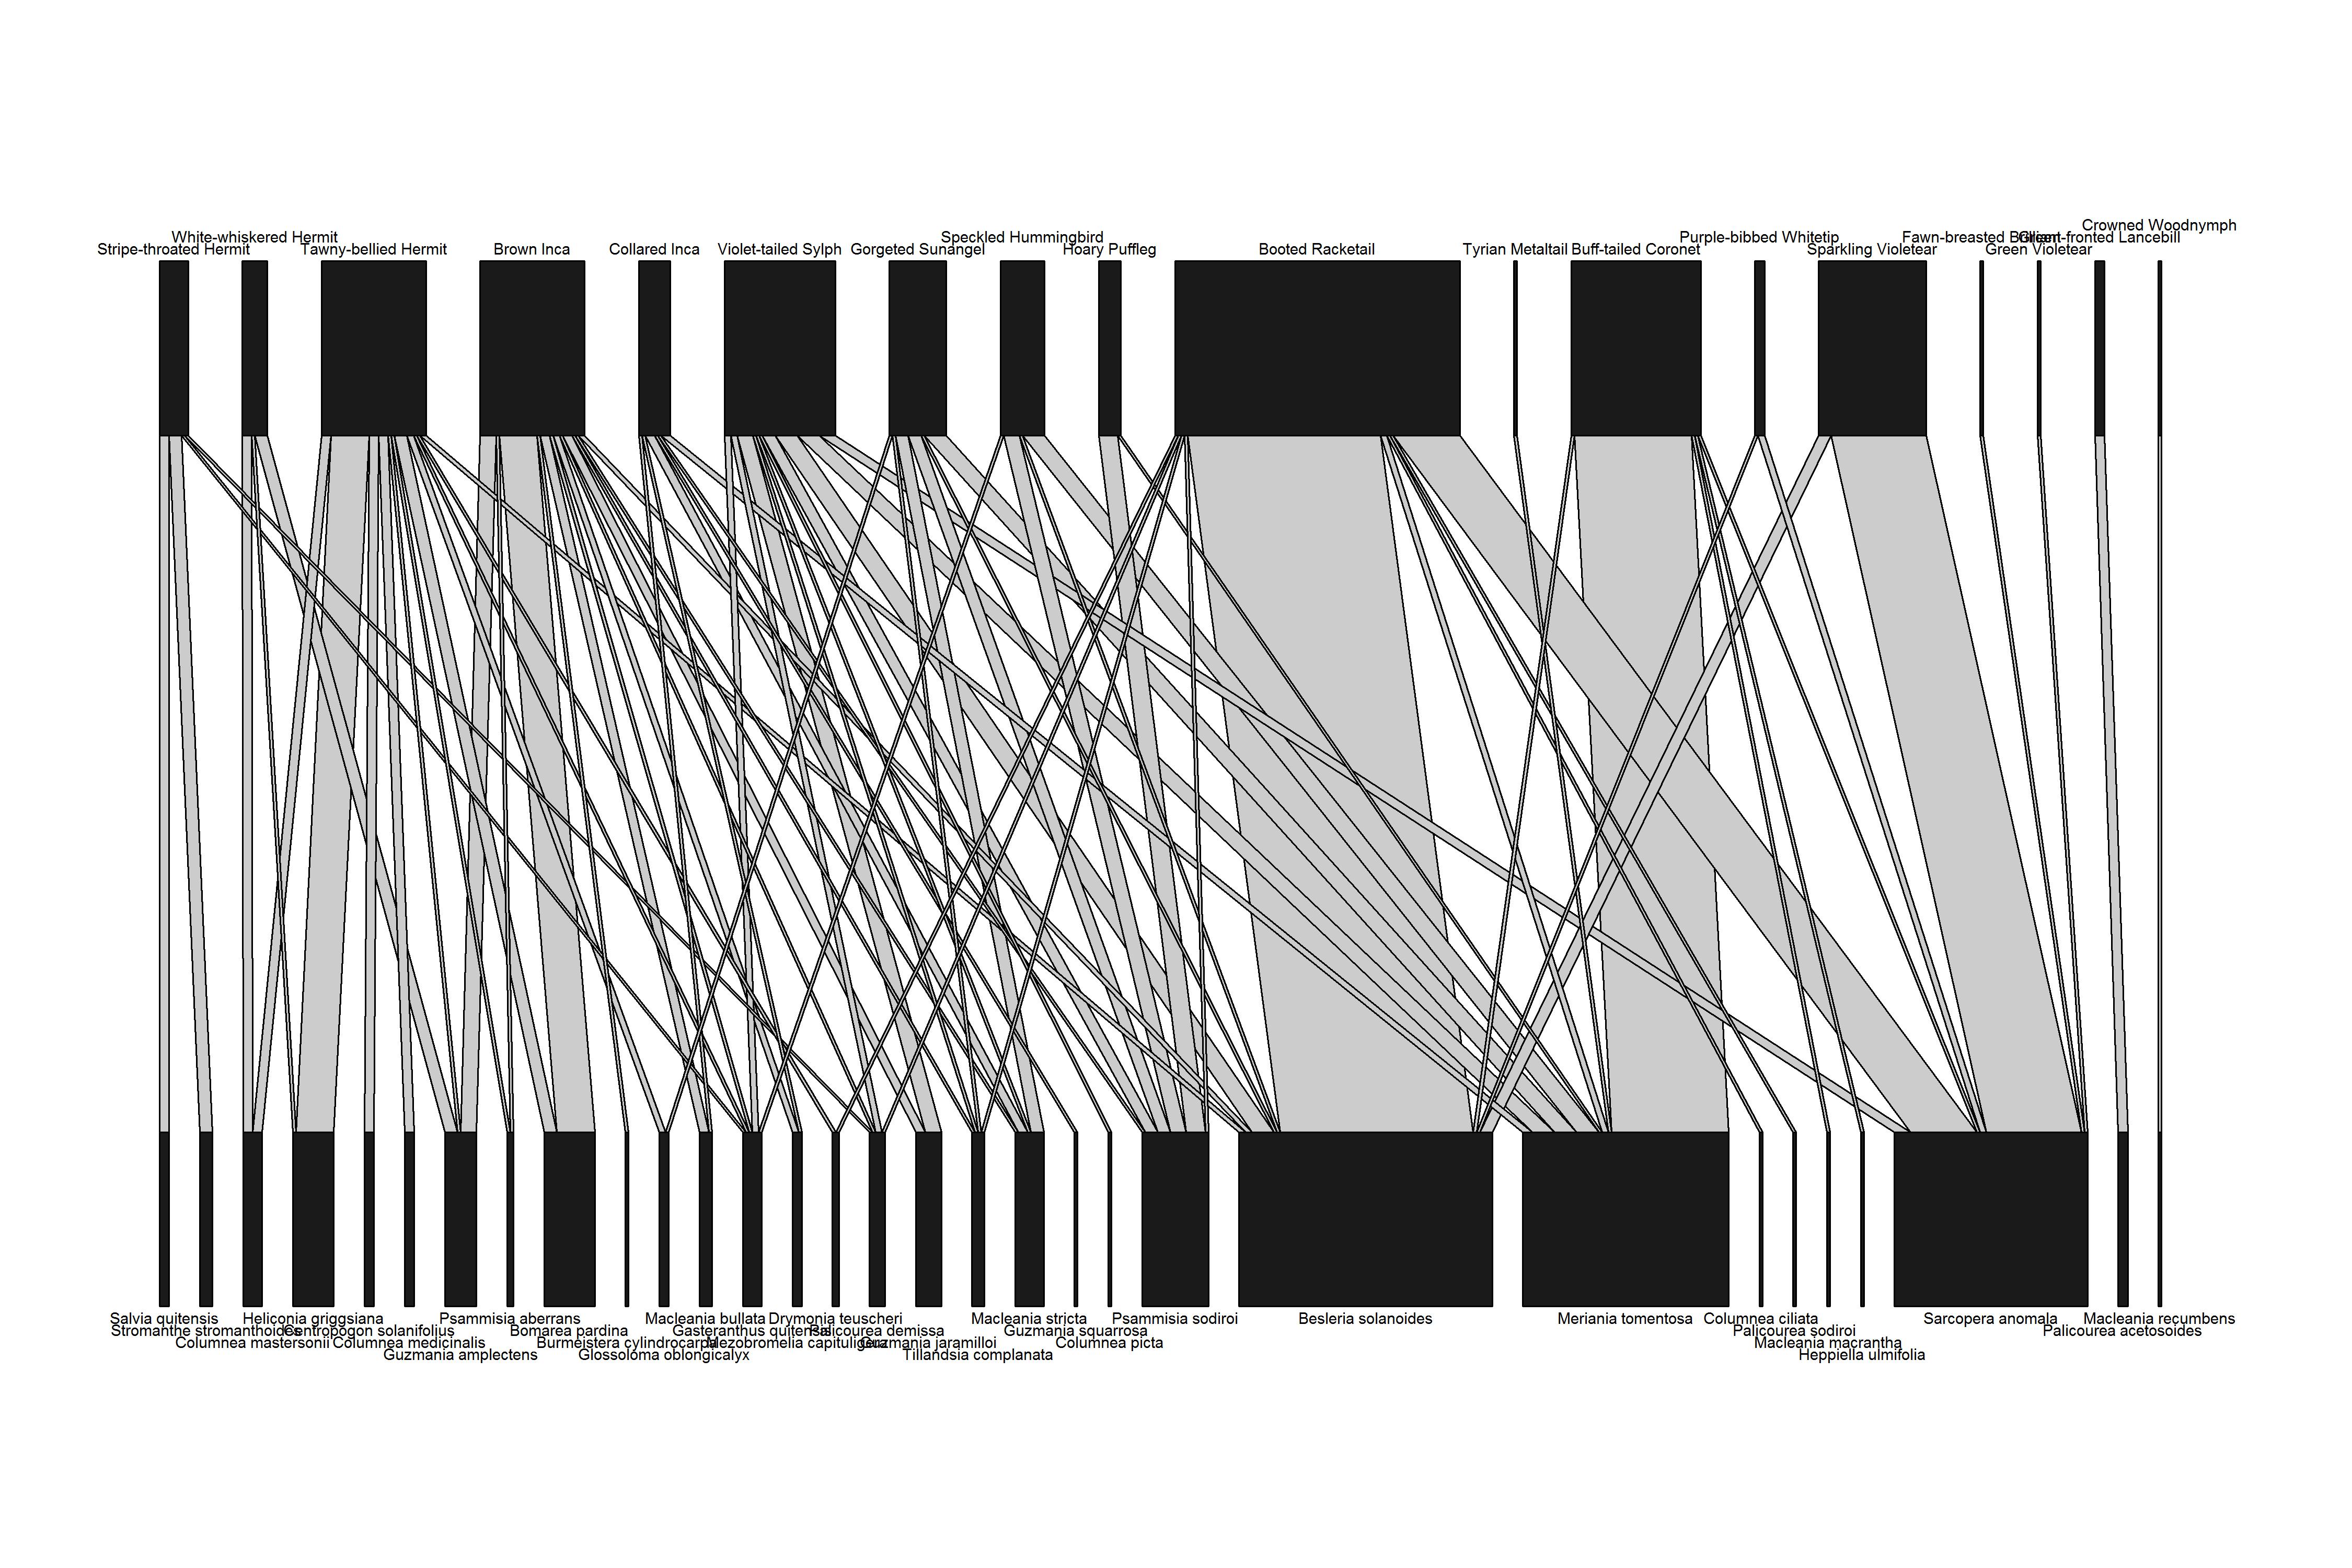 Crowned Woodnymph
White-whiskered Hermit
Speckled Hummingbird
Purple-bibbed Whitetip
Fawn-breasted Brilliant
Green-fronted Lancebill
Stripe-throated Hermit
Tawny-bellied Hermit
Brown Inca
Collared Inca
Violet-tailed Sylph
Gorgeted Sunangel
Hoary Puffleg
Booted Racketail
Tyrian Metaltail
Buff-tailed Coronet
Sparkling Violetear
Green Violetear
Salvia quitensis
Heliconia griggsiana
Psammisia aberrans
Macleania bullata
Drymonia teuscheri
Macleania stricta
Psammisia sodiroi
Besleria solanoides
Meriania tomentosa
Columnea ciliata
Sarcopera anomala
Macleania recumbens
Stromanthe stromanthoides
Centropogon solanifolius
Bomarea pardina
Gasteranthus quitensis
Palicourea demissa
Guzmania squarrosa
Palicourea sodiroi
Palicourea acetosoides
Columnea mastersonii
Columnea medicinalis
Burmeistera cylindrocarpa
Mezobromelia capituligera
Guzmania jaramilloi
Columnea picta
Macleania macrantha
Guzmania amplectens
Glossoloma oblongicalyx
Tillandsia complanata
Heppiella ulmifolia